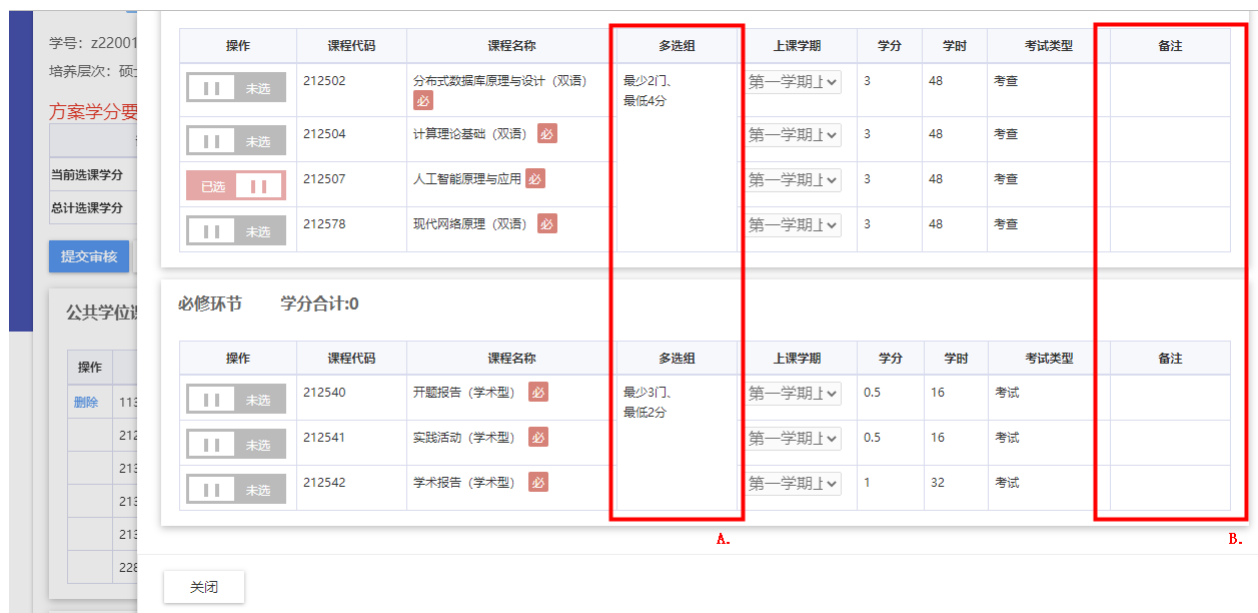 学号: z22001
培养层次: 硕士
方案学分要
当前选课学分
总计选课学分
提交审核
公共学位课
操作
删除 113
212
213
213
213
228
操作 课程代码 课程名称 多选组 上课学期 学分 学时 考试类型 备注
未选 212502 分布式数据库原理与设计（双语） 必 最少2门、 第一学期上 3 48 考查
最低4分
未选 212504 计算理论基础（双语） 必 第一学期上 3 48 考查
已选 212507 人工智能原理与应用 必 第一学期上 3 48 考查
未选 212578 现代网络原理（双语） 必 第一学期上 3 48 考查
必修环节 学分合计:0
操作 课程代码 课程名称 多选组 上课学期 学分 学时 考试类型 备注
未选 212540 开题报告（学术型） 必 最少3门、 第一学期上 0.5 16 考试
最低2分
未选 212541 实践活动（学术型） 必 第一学期上 0.5 16 考试
未选 212542 学术报告（学术型） 必 第一学期上 1 32 考试
A.
B.
关闭